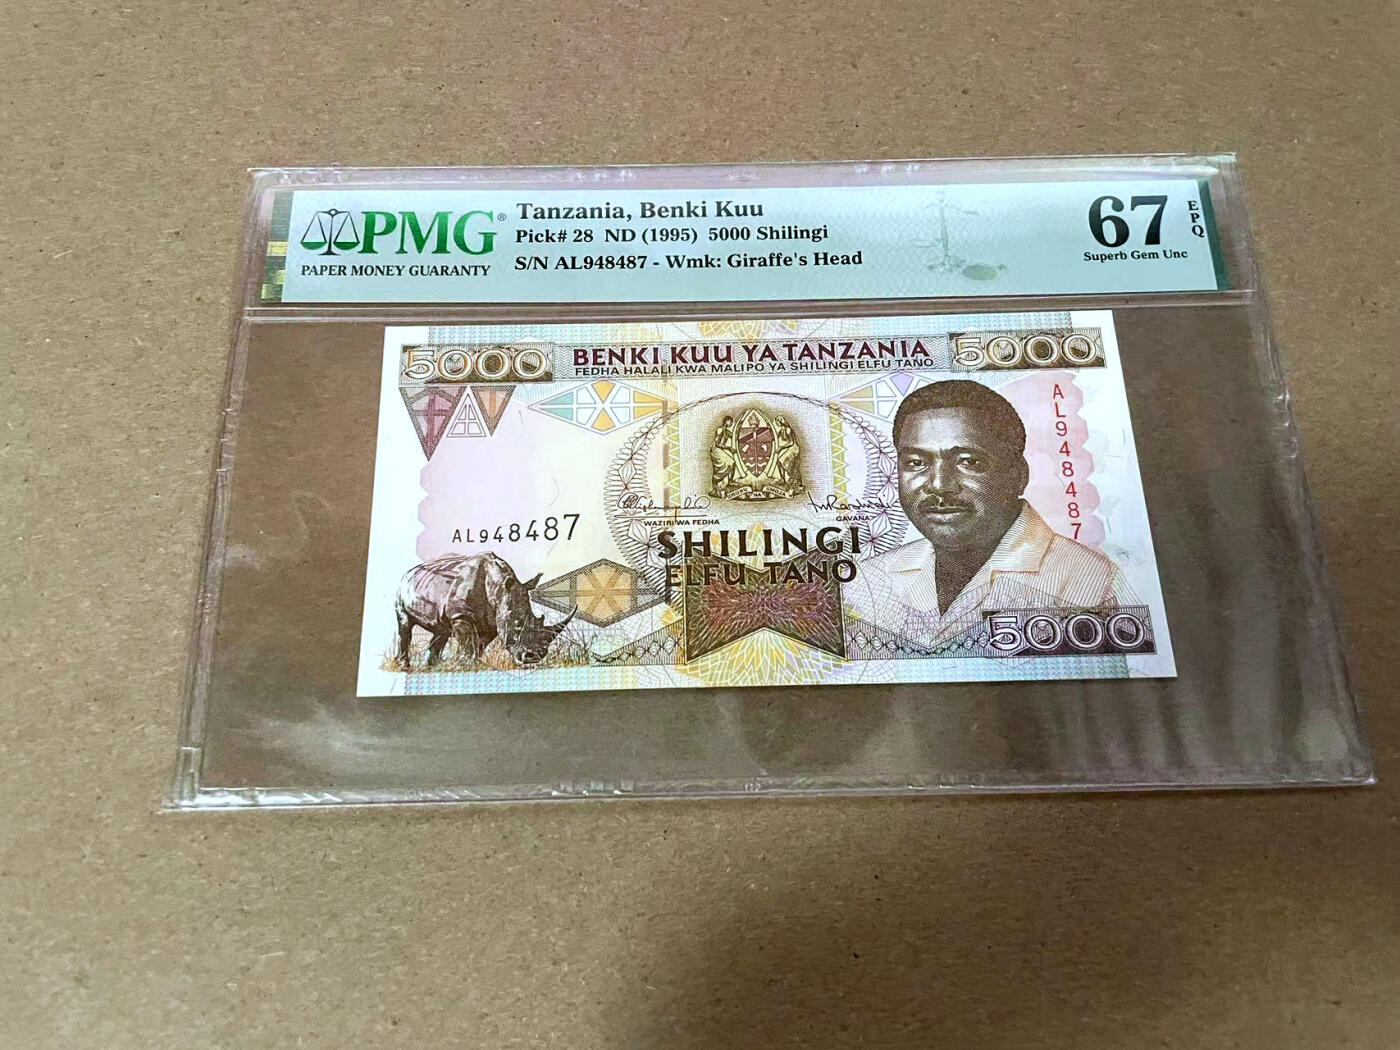 PMG®
PAPER MONEY GUARANTY
Tanzania, Benki Kuu
Pick# 28 ND (1995) 5000 Shilingi
S/N AL948487 - Wmk: Giraffe's Head
67
EPQ
Superb Gem Unc
5000
BENKI KUU YA TANZANIA
FEDHA HALALI KWA MALIPO YA SHILINGI ELFU TANO
5000
AL948487
WAZIRI WA FEDHA
GAVANA
AL948487
SHILINGI
ELFU TANO
5000